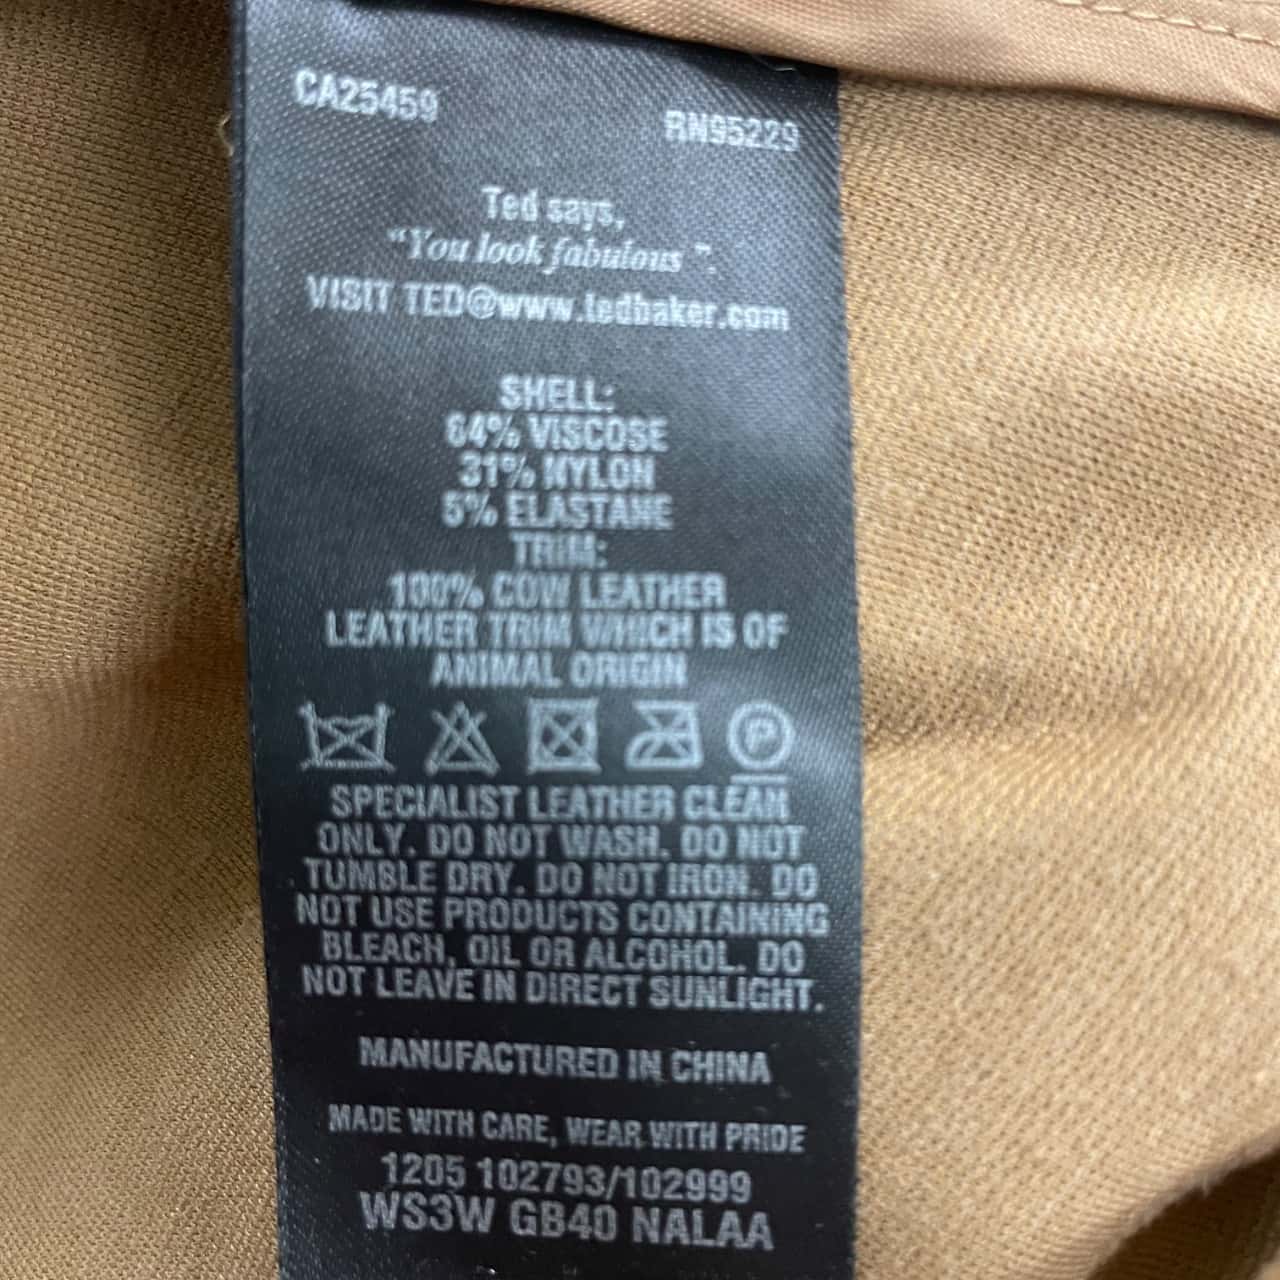 CA25459
RN95229
Ted says,
"You look fabulous".
VISIT TED@www.tedbaker.com
SHELL:
64% VISCOSE
31% NYLON
5% ELASTANE
TRIM:
100% COW LEATHER
LEATHER TRIM WHICH IS OF
ANIMAL ORIGIN
P
SPECIALIST LEATHER CLEAN
ONLY. DO NOT WASH. DO NOT
TUMBLE DRY. DO NOT IRON. DO
NOT USE PRODUCTS CONTAINING
BLEACH, OIL OR ALCOHOL. DO
NOT LEAVE IN DIRECT SUNLIGHT.
MANUFACTURED IN CHINA
MADE WITH CARE, WEAR WITH PRIDE
1205 102793/102999
WS3W GB40 NALAA